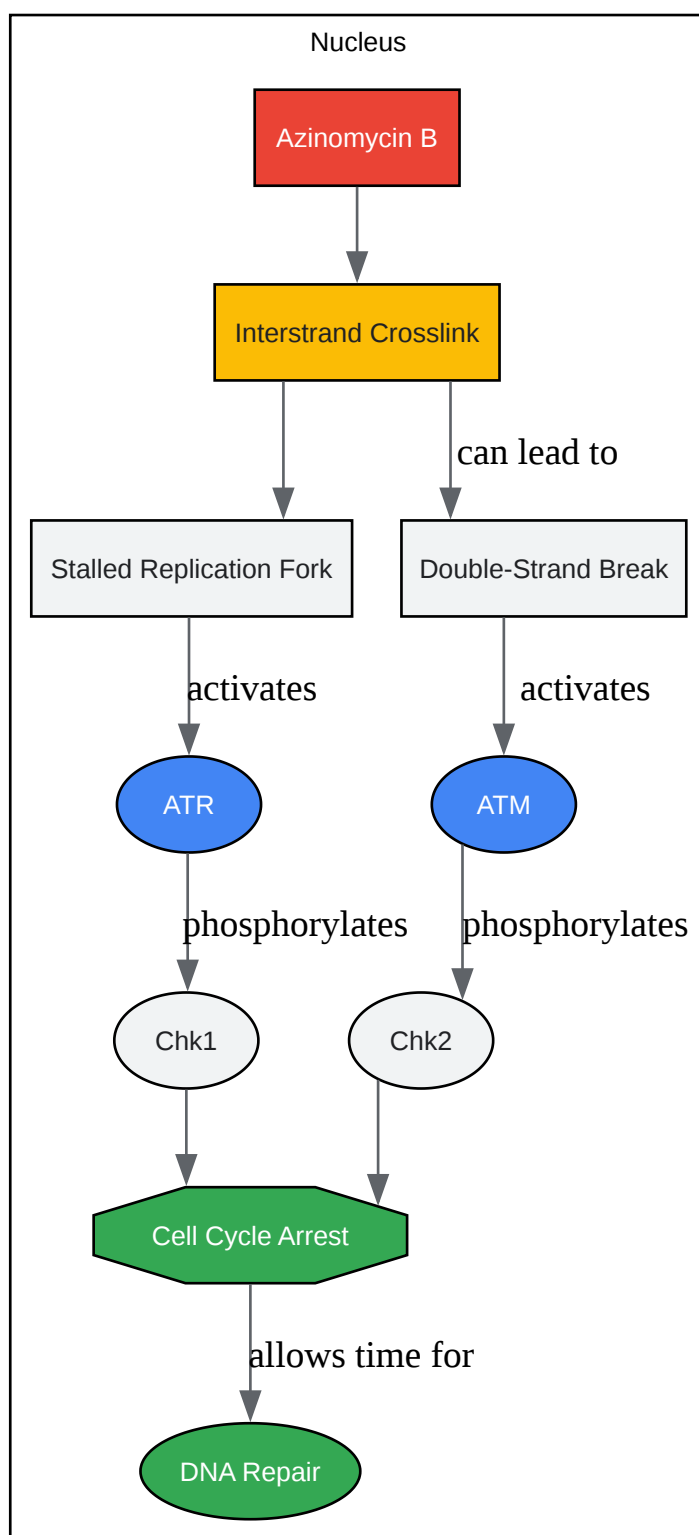 Nucleus
Azinomycin B
Interstrand Crosslink
can lead to
Stalled Replication Fork
Double-Strand Break
activates
activates
ATR
ATM
phosphorylates
phosphorylates
Chk1
Chk2
Cell Cycle Arrest
allows time for
DNA Repair